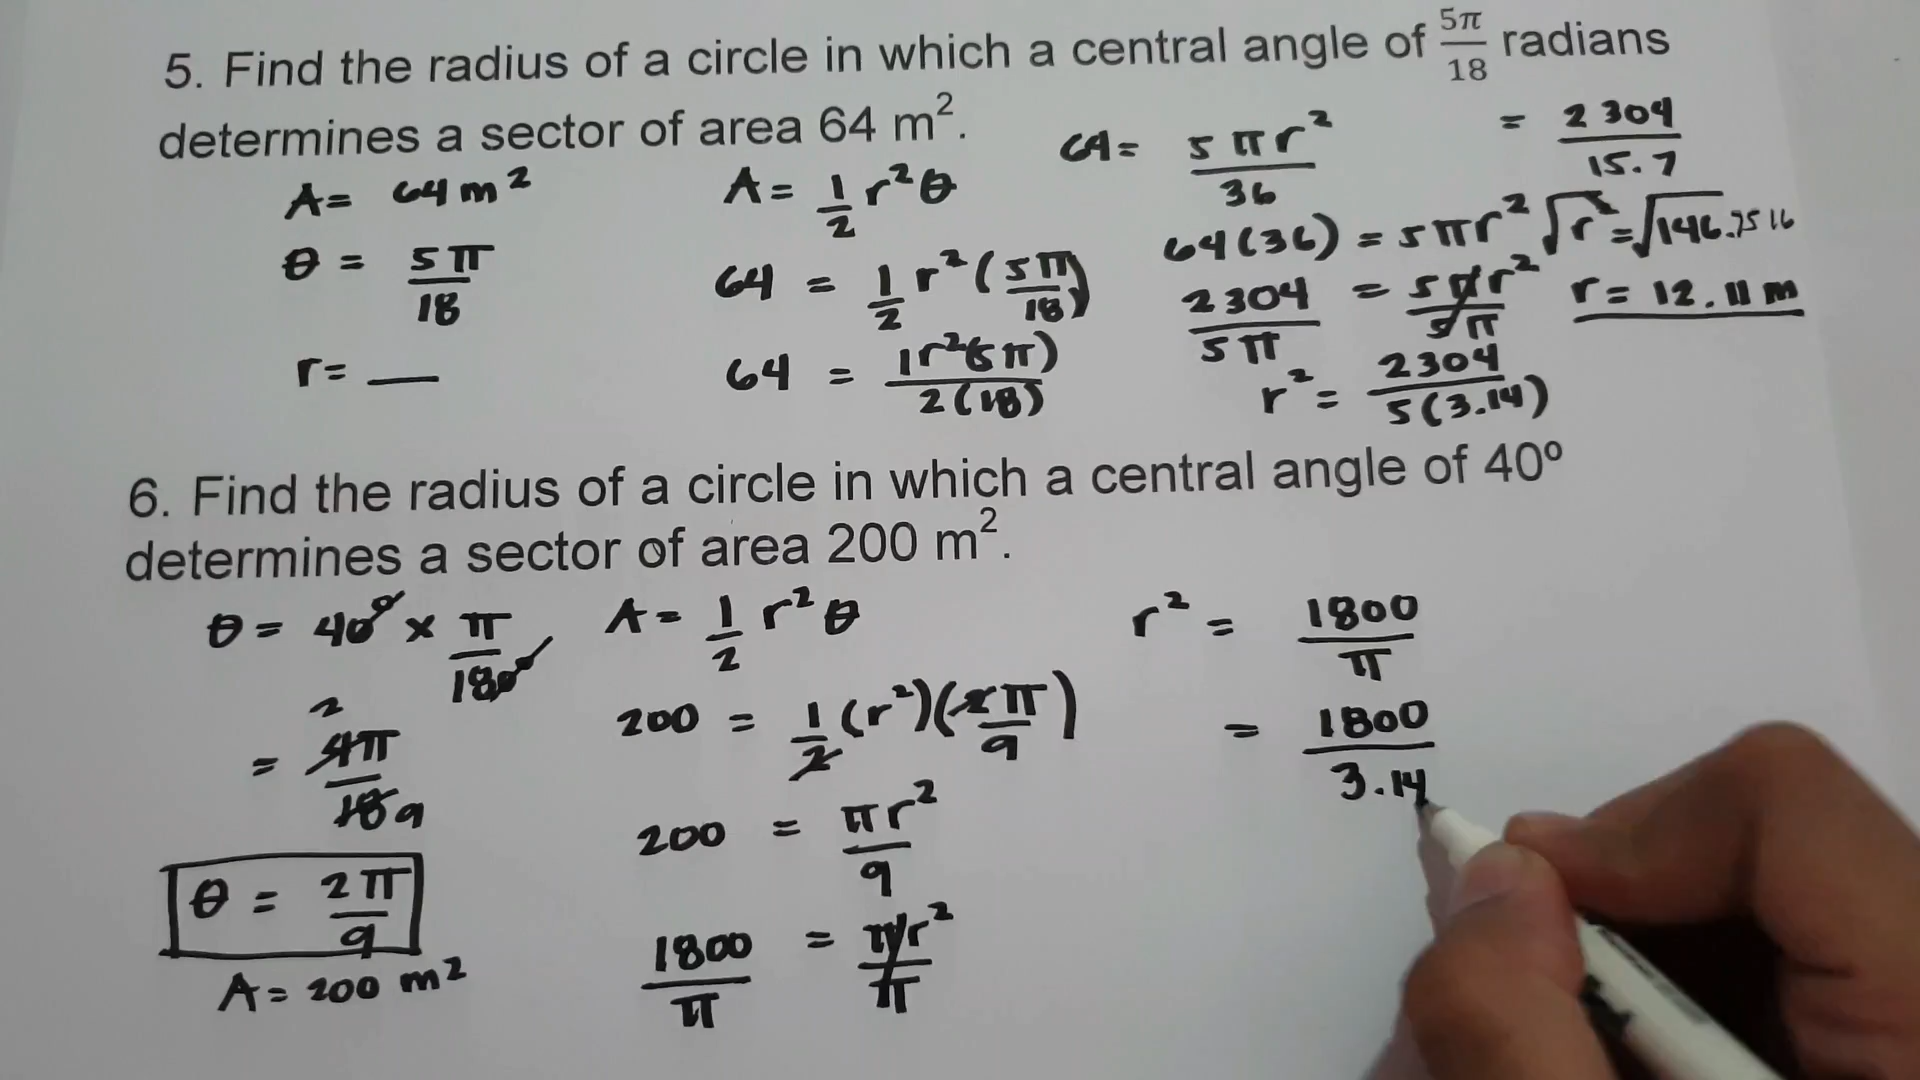 5. Find the radius of a circle in which a central angle of 5π/18 radians
determines a sector of area 64 m².
A = 64 m²
θ = 5π/18
r = __
A = 1/2 r²θ
64 = 1/2 r² (5π/18)
64 = 1r²(5π)/2(18)
64 = 5πr²/36
64(36) = 5πr²
2304/5π = 5πr²/5π
r² = 2304/5(3.14)
= 2304/15.7
√r² = √146.7516
r = 12.11 m
6. Find the radius of a circle in which a central angle of 40º
determines a sector of area 200 m².
θ = 40° × π/180°
= 2 4π/18 9
θ = 2π/9
A = 200 m²
A = 1/2 r² θ
200 = 1/2 (r²)(2π/9)
200 = πr²/9
1800/π = πr²/π
r² = 1800/π
= 1800/3.14